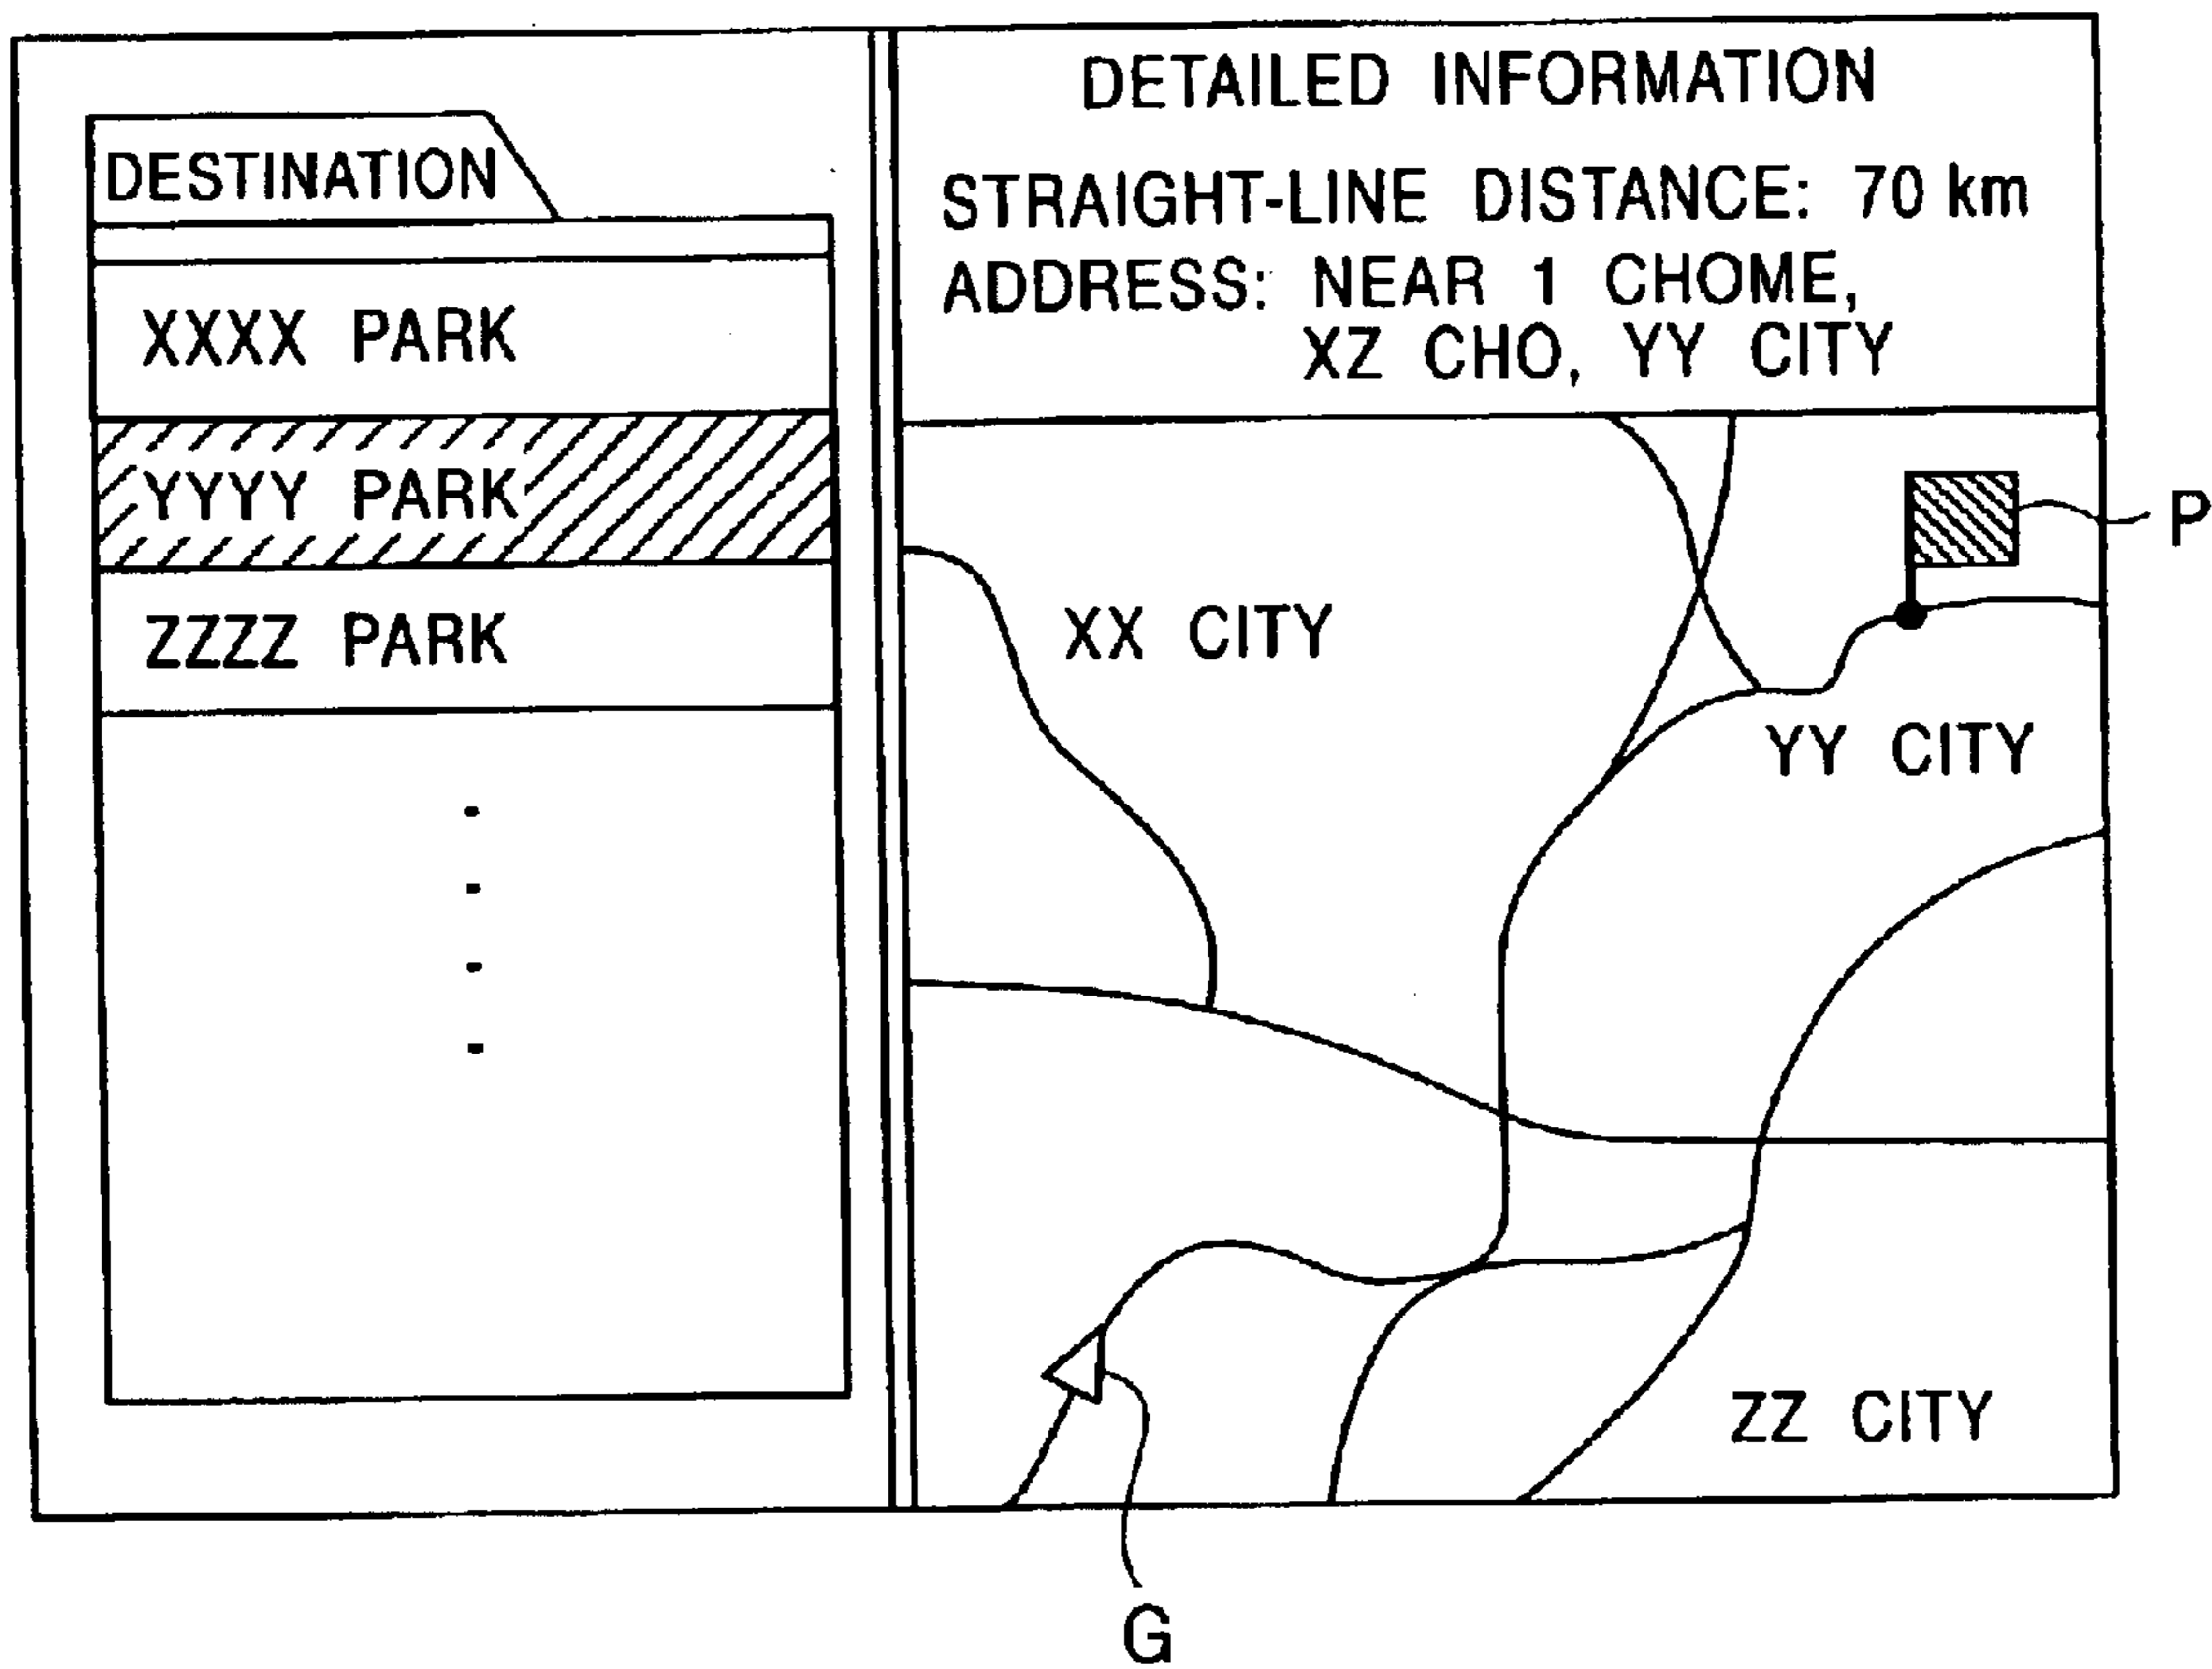 DESTINATION
XXXX PARK
YYYY PARK
ZZZZ PARK
DETAILED INFORMATION
STRAIGHT-LINE DISTANCE: 70 km
ADDRESS: NEAR 1 CHOME,
XZ CHO, YY CITY
XX CITY
P
YY CITY
ZZ CITY
G